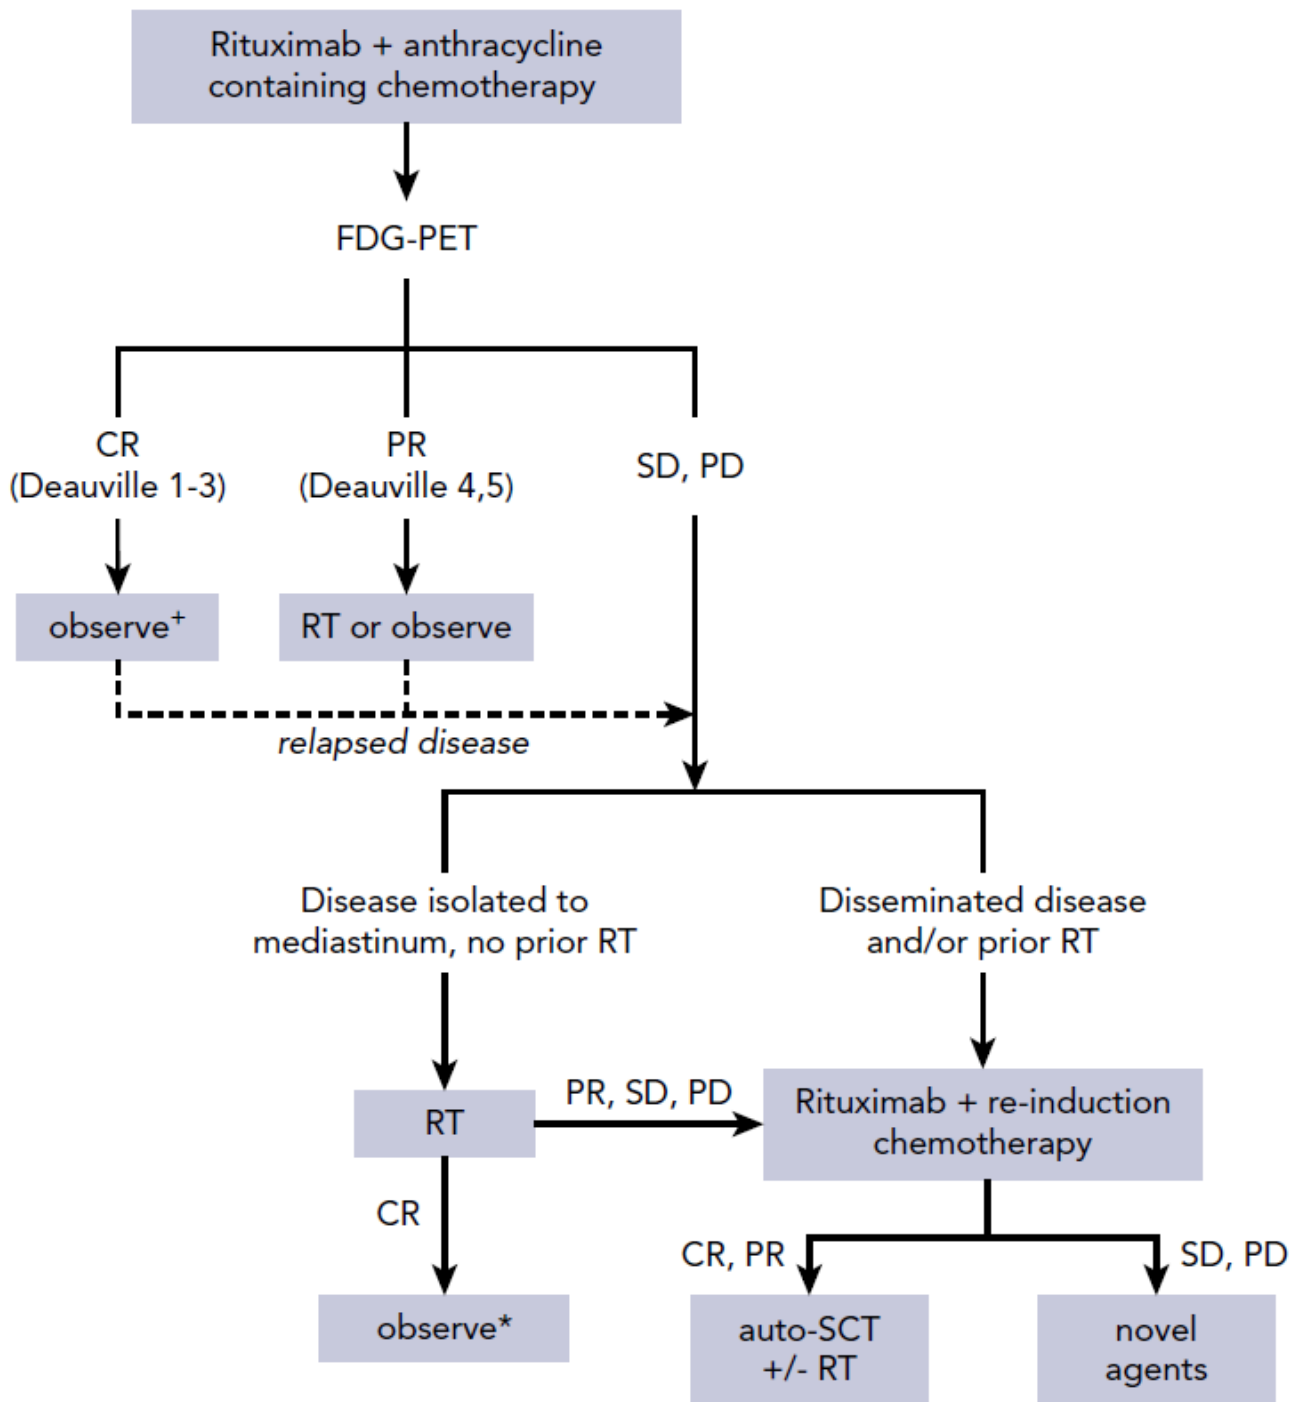 Rituximab + anthracycline
containing chemotherapy
FDG-PET
CR
(Deauville 1-3)
PR
(Deauville 4,5)
SD, PD
observe+
RT or observe
relapsed disease
Disease isolated to
mediastinum, no prior RT
Disseminated disease
and/or prior RT
RT
PR, SD, PD
Rituximab + re-induction
chemotherapy
CR
CR, PR
SD, PD
observe*
auto-SCT
+/- RT
novel
agents